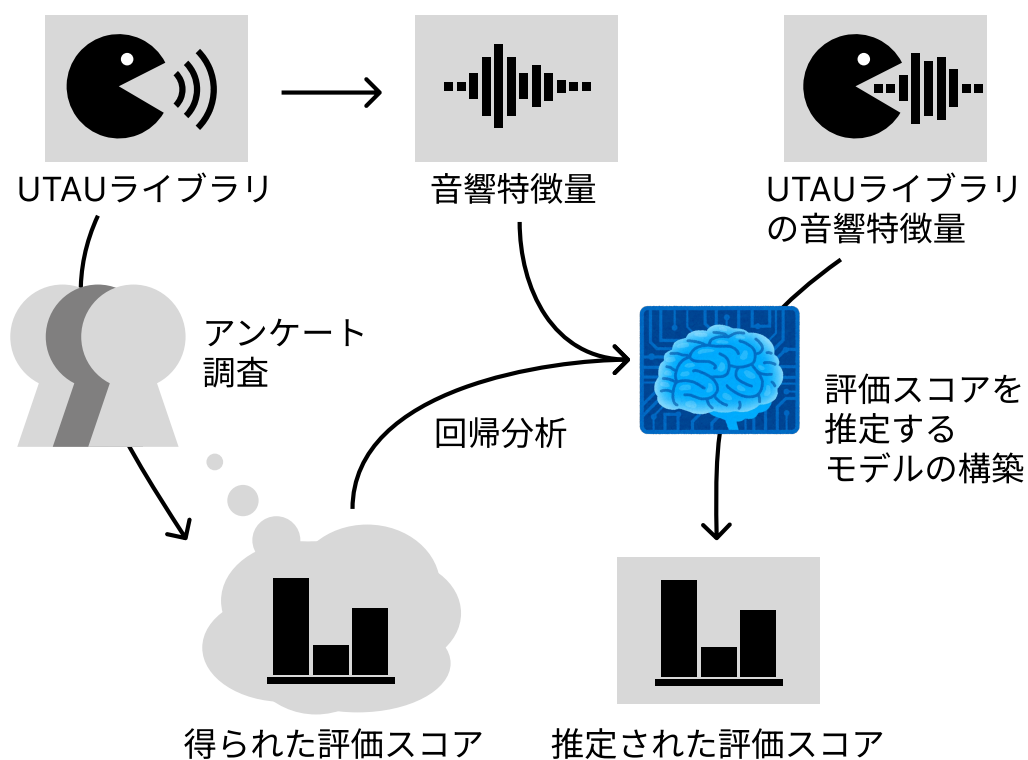 UTAUライブラリ
音響特徴量
UTAUライブラリ
の音響特徴量
アンケート
調査
回帰分析
評価スコアを
推定する
モデルの構築
得られた評価スコア
推定された評価スコア